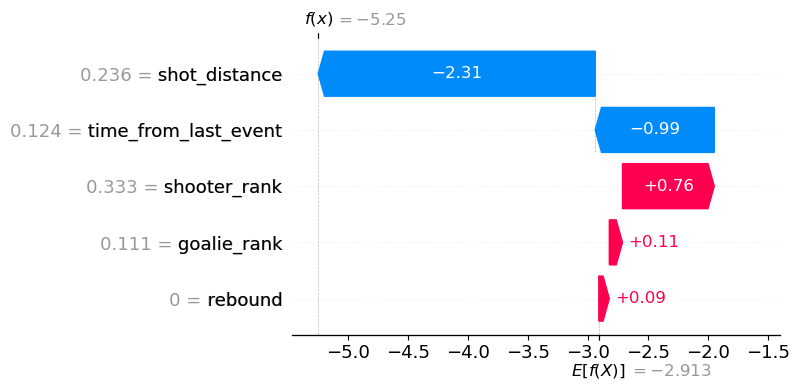 f(x) = −5.25
0.236 = shot_distance
−2.31
0.124 = time_from_last_event
−0.99
0.333 = shooter_rank
+0.76
0.111 = goalie_rank
+0.11
0 = rebound
+0.09
−5.0 −4.5 −4.0 −3.5 −3.0 −2.5 −2.0 −1.5
E[f(X)] = −2.913